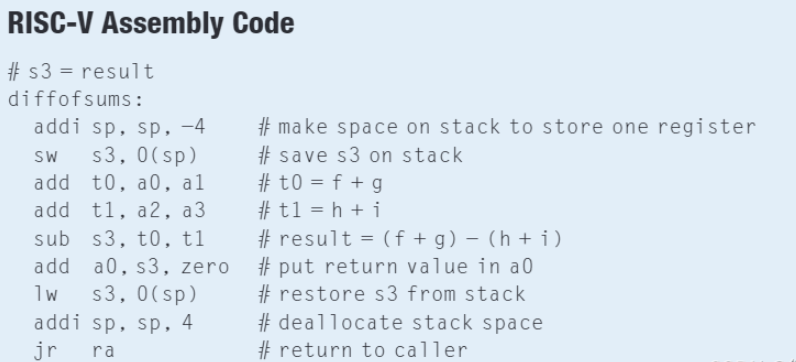 RISC-V Assembly Code
# s3 = result
diffofsums:
addi sp, sp, −4 # make space on stack to store one register
sw s3, 0(sp) # save s3 on stack
add t0, a0, a1 # t0 = f + g
add t1, a2, a3 # t1 = h + i
sub s3, t0, t1 # result = (f + g) − (h + i)
add a0, s3, zero # put return value in a0
lw s3, 0(sp) # restore s3 from stack
addi sp, sp, 4 # deallocate stack space
jr ra # return to caller